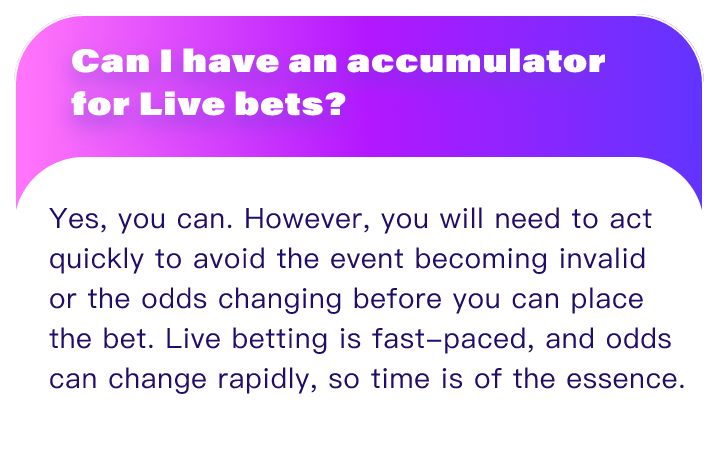 Can I have an accumulator
for Live bets?
Yes, you can. However, you will need to act
quickly to avoid the event becoming invalid
or the odds changing before you can place
the bet. Live betting is fast-paced, and odds
can change rapidly, so time is of the essence.